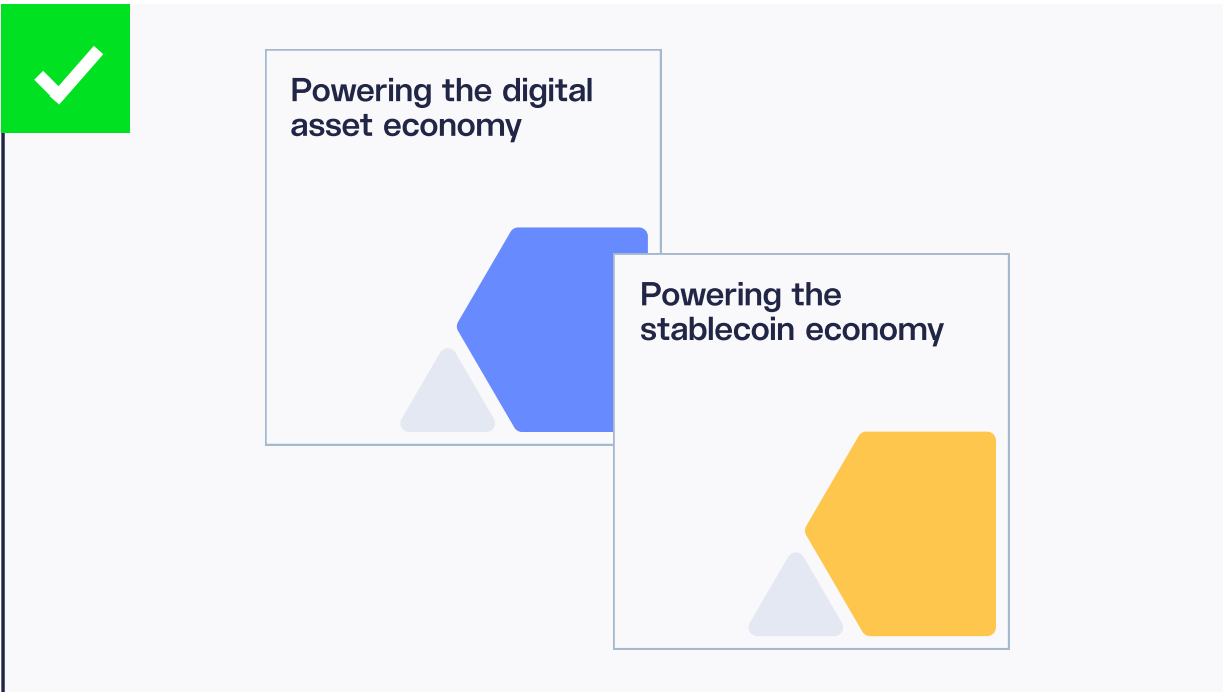 Powering the digital
asset economy
Powering the
stablecoin economy